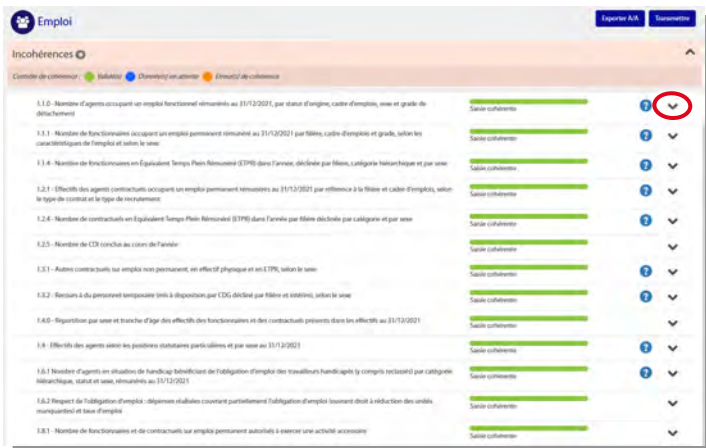 Emploi
Exporter A/A
Transmettre
Incohérences
Contrôle de cohérence : Validé(s) Donnée(s) en attente Erreur(s) de cohérence
1.1.0 - Nombre d'agents occupant un emploi fonctionnel rémunérés au 31/12/2021, par statut d'origine, cadre d'emplois, sexe et grade de
détachement
Saisie cohérente
1.1.1 - Nombre de fonctionnaires occupant un emploi permanent rémunéré au 31/12/2021 par filière, cadre d'emplois et grade, selon les
caractéristiques de l'emploi et selon le sexe
Saisie cohérente
1.1.4 - Nombre de fonctionnaires en Équivalent Temps Plein Rémunéré (ETPR) dans l'année, déclinée par filière, catégorie hiérarchique et par sexe
Saisie cohérente
1.2.1 - Effectifs des agents contractuels occupant un emploi permanent rémunérés au 31/12/2021 par référence à la filière et cadre d'emplois, selon
le type de contrat et le type de recrutement
Saisie cohérente
1.2.4 - Nombre de contractuels en Equivalent Temps Plein Rémunéré (ETPR) dans l'année par filière déclinée par catégorie et par sexe
Saisie cohérente
1.2.5 - Nombre de CDI conclus au cours de l'année
Saisie cohérente
1.3.1 - Autres contractuels sur emploi non permanent, en effectif physique et en ETPR, selon le sexe
Saisie cohérente
1.3.2 - Recours à du personnel temporaire (mis à disposition par CDG décliné par filière et intérim), selon le sexe
Saisie cohérente
1.4.0 - Répartition par sexe et tranche d'âge des effectifs des fonctionnaires et des contractuels présents dans les effectifs au 31/12/2021
Saisie cohérente
1.4 - Effectifs des agents selon les positions statutaires particulières et par sexe au 31/12/2021
Saisie cohérente
1.6.1 Nombre d'agents en situation de handicap bénéficiant de l'obligation d'emploi des travailleurs handicapés (y compris reclassés) par catégorie
hiérarchique, statut et sexe, rémunérés au 31/12/2021
Saisie cohérente
1.6.2 Respect de l'obligation d'emploi : dépenses réalisées couvrant partiellement l'obligation d'emploi (ouvrant droit à réduction des unités
manquantes) et taux d'emploi
Saisie cohérente
1.8.1 - Nombre de fonctionnaires et de contractuels sur emploi permanent autorisés à exercer une activité accessoire
Saisie cohérente